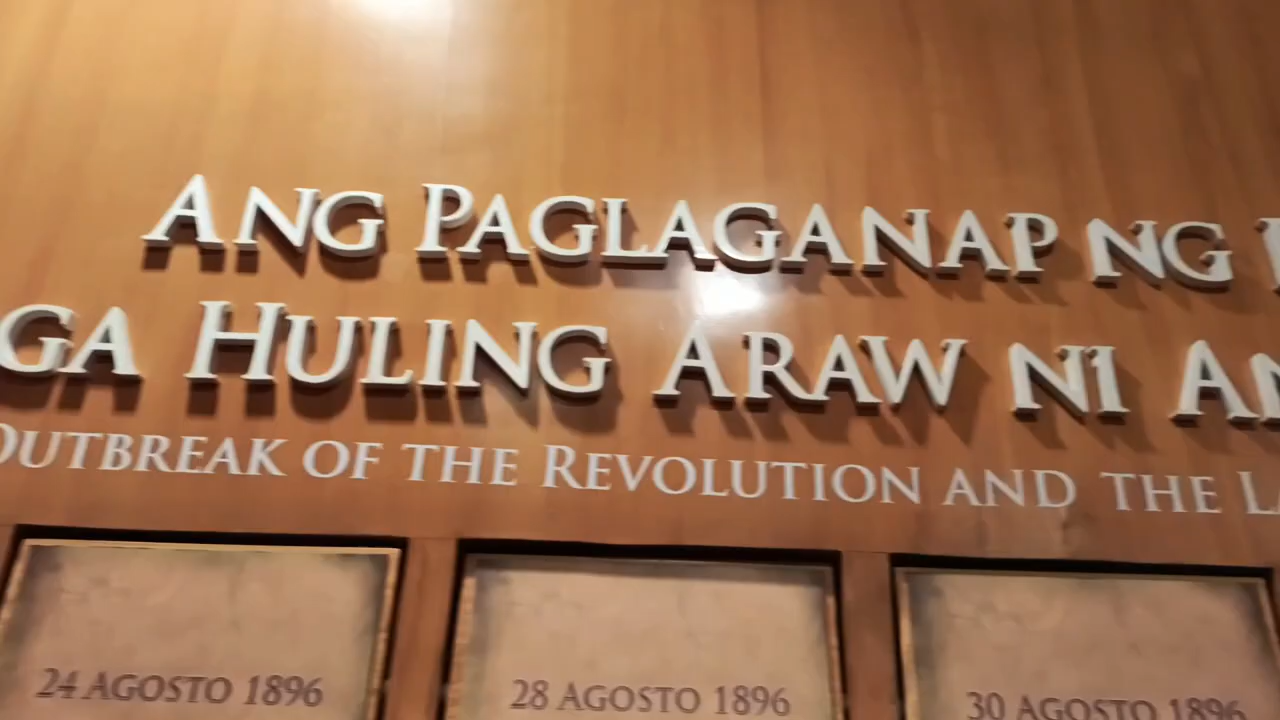 ANG PAGLAGANAP NG
GA HULING ARAW NI
OUTBREAK OF THE REVOLUTION AND THE
24 AGOSTO 1896
28 AGOSTO 1896
30 AGOSTO 1896